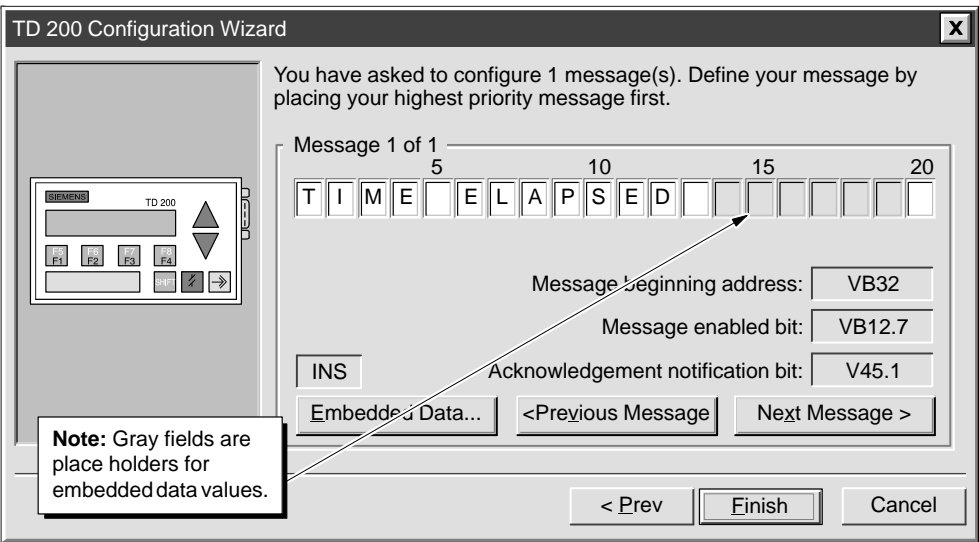 TD 200 Configuration Wizard
X
You have asked to configure 1 message(s). Define your message by
placing your highest priority message first.
Message 1 of 1
5 10 15 20
T I M E E L A P S E D
SIEMENS
TD 200
F5 F6 F7 F8
F1 F2 F3 F4
SHIFT
Message beginning address: VB32
Message enabled bit: VB12.7
INS
Acknowledgement notification bit: V45.1
Embedded Data... <Previous Message Next Message >
Note: Gray fields are
place holders for
embedded data values.
< Prev Finish Cancel